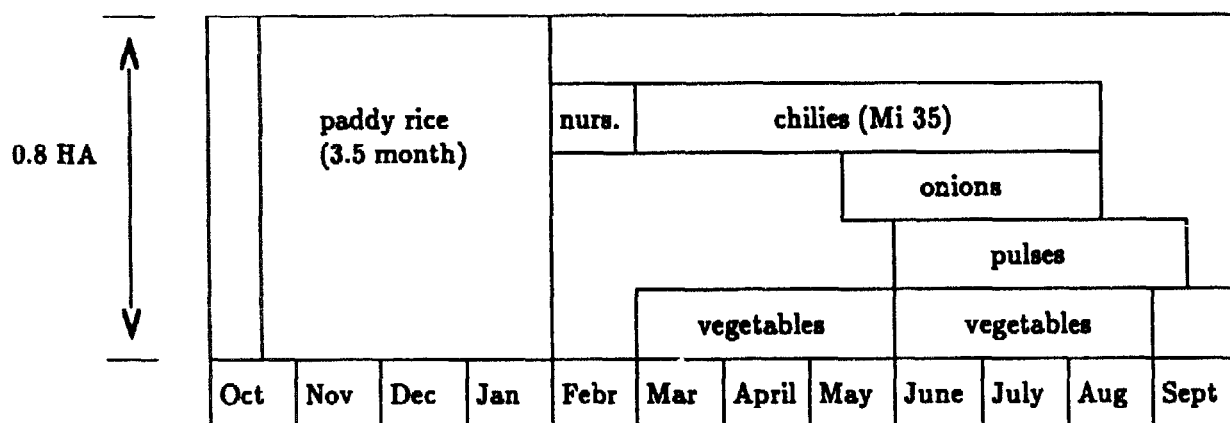 0.8 HA
paddy rice
(3.5 month)
nurs.
chilies (Mi 35)
onions
pulses
vegetables
vegetables
Oct
Nov
Dec
Jan
Febr
Mar
April
May
June
July
Aug
Sept